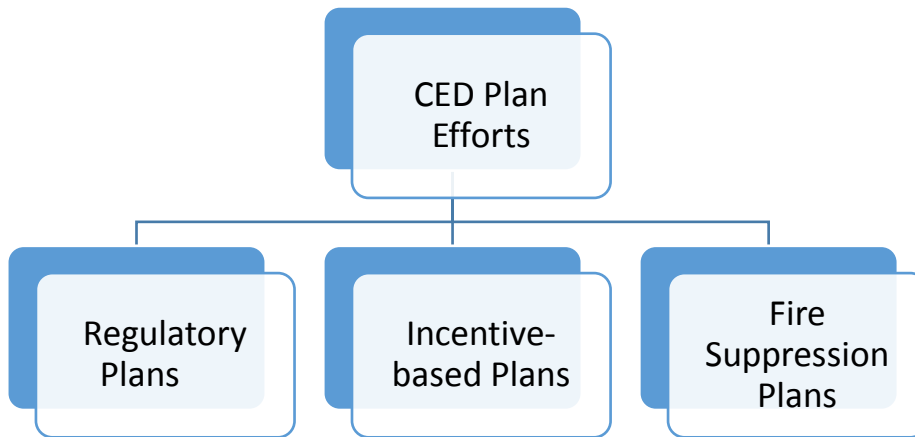 CED Plan
Efforts
Regulatory
Plans
Incentive-
based Plans
Fire
Suppression
Plans